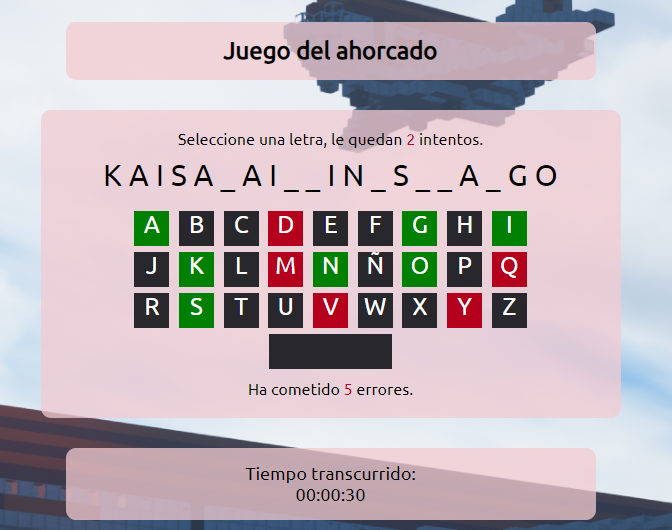 Juego del ahorcado
Seleccione una letra, le quedan 2 intentos.
K A I S A _ A I _ _ I N _ S _ _ A _ G O
A B C D E F G H I
J K L M N Ñ O P Q
R S T U V W X Y Z
Ha cometido 5 errores.
Tiempo transcurrido:
00:00:30